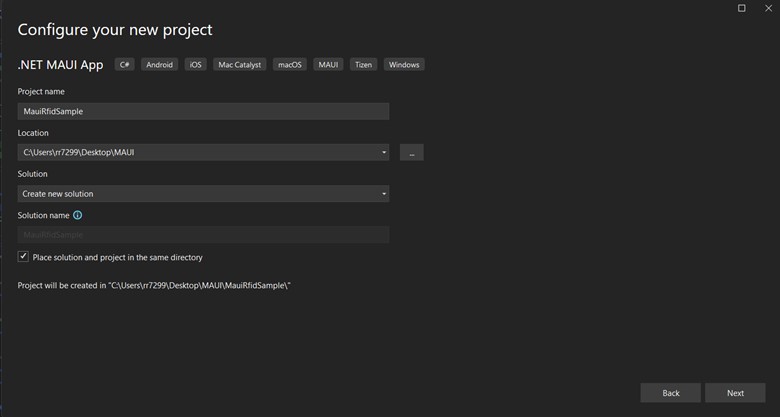 Configure your new project
.NET MAUI App C# Android iOS Mac Catalyst macOS MAUI Tizen Windows
Project name
MauiRfidSample
Location
C:\Users\rr7299\Desktop\MAUI ...
Solution
Create new solution
Solution name
MauiRfidSample
Place solution and project in the same directory
Project will be created in "C:\Users\rr7299\Desktop\MAUI\MauiRfidSample\"
Back Next